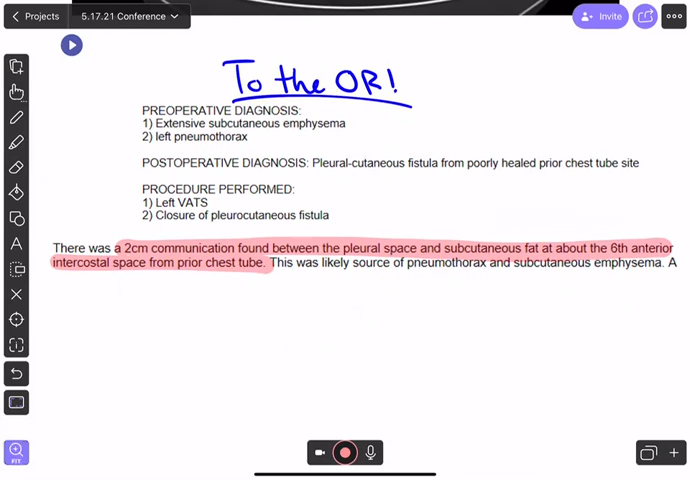 Projects
5.17.21 Conference
Invite
To the OR!
PREOPERATIVE DIAGNOSIS:
1) Extensive subcutaneous emphysema
2) left pneumothorax
POSTOPERATIVE DIAGNOSIS: Pleural-cutaneous fistula from poorly healed prior chest tube site
PROCEDURE PERFORMED:
1) Left VATS
2) Closure of pleurocutaneous fistula
There was a 2cm communication found between the pleural space and subcutaneous fat at about the 6th anterior
intercostal space from prior chest tube. This was likely source of pneumothorax and subcutaneous emphysema. A
A
FIT